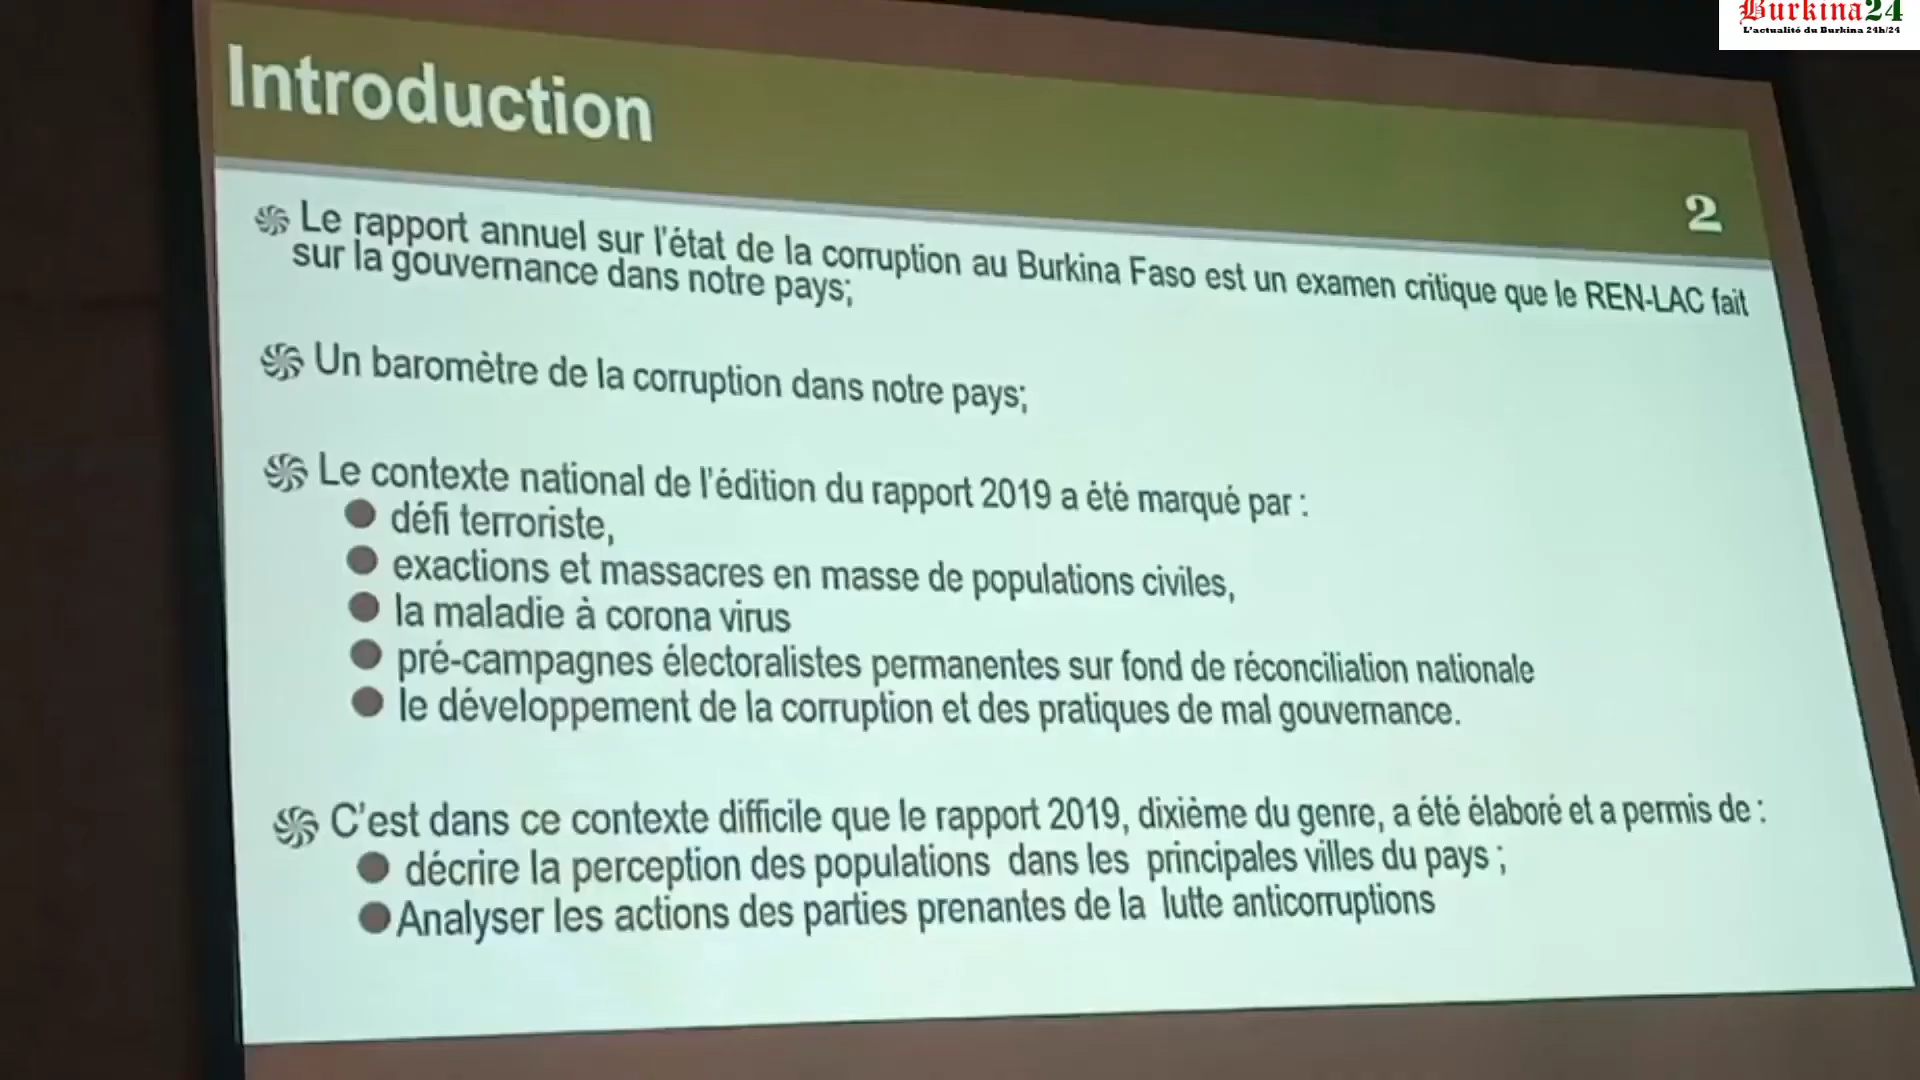 Burkina24
L'actualité du Burkina 24h/24
Introduction
2
Le rapport annuel sur l'état de la corruption au Burkina Faso est un examen critique que le REN-LAC fait
sur la gouvernance dans notre pays;
Un baromètre de la corruption dans notre pays;
Le contexte national de l'édition du rapport 2019 a été marqué par :
défi terroriste,
exactions et massacres en masse de populations civiles,
la maladie à corona virus
pré-campagnes électoralistes permanentes sur fond de réconciliation nationale
le développement de la corruption et des pratiques de mal gouvernance.
C'est dans ce contexte difficile que le rapport 2019, dixième du genre, a été élaboré et a permis de :
décrire la perception des populations dans les principales villes du pays ;
Analyser les actions des parties prenantes de la lutte anticorruptions